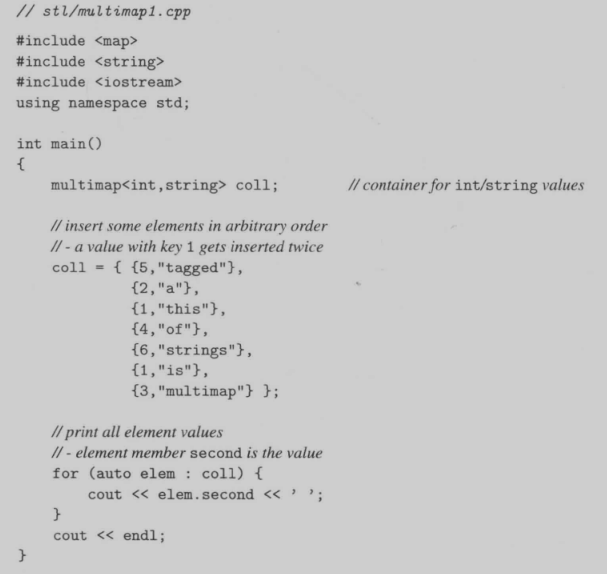 // stl/multimap1.cpp
#include <map>
#include <string>
#include <iostream>
using namespace std;
int main()
{
multimap<int,string> coll; // container for int/string values
// insert some elements in arbitrary order
// - a value with key 1 gets inserted twice
coll = { {5,"tagged"},
{2,"a"},
{1,"this"},
{4,"of"},
{6,"strings"},
{1,"is"},
{3,"multimap"} };
// print all element values
// - element member second is the value
for (auto elem : coll) {
cout << elem.second << ' ';
}
cout << endl;
}